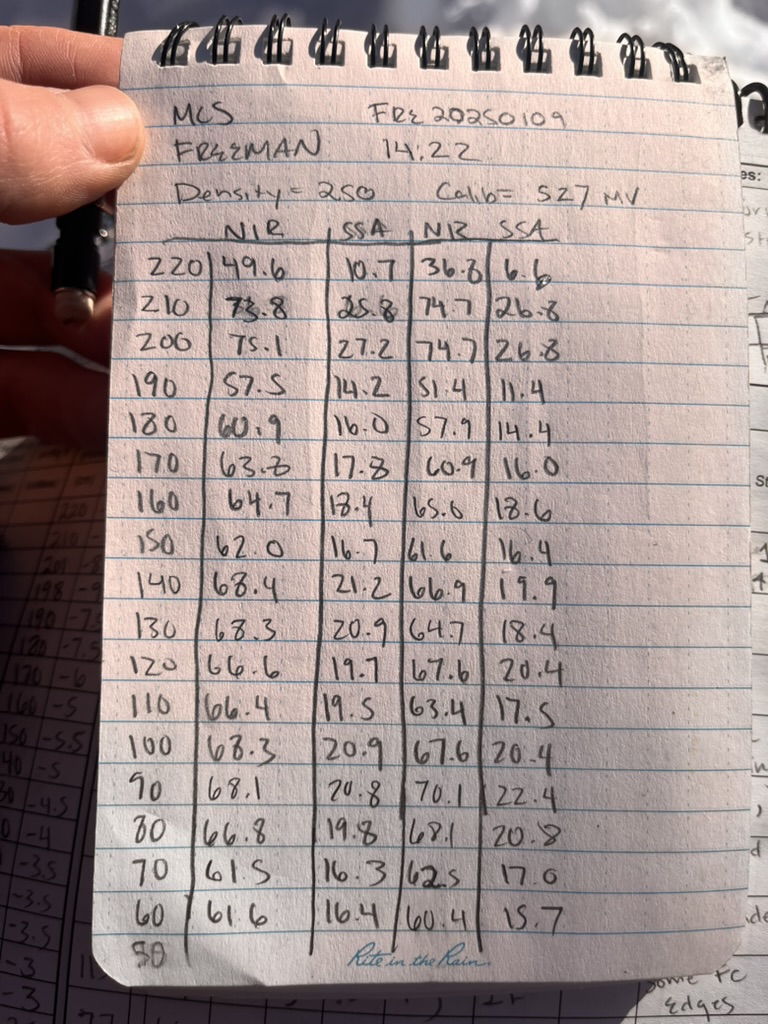 MCS FRE20250109
FREEMAN 14:22
Density = 250 Calib = 527 MV
NIR SSA NIR SSA
220 49.6 10.7 36.8 6.6
210 73.8 25.8 74.7 26.8
200 75.1 27.2 74.7 26.8
190 57.5 14.2 51.4 11.4
180 60.9 16.0 57.9 14.4
170 63.8 17.8 60.9 16.0
160 64.7 18.4 65.0 18.6
150 62.0 16.7 61.6 16.4
140 68.4 21.2 66.9 19.9
130 68.3 20.9 64.7 18.4
120 66.6 19.7 67.6 20.4
110 66.4 19.5 63.4 17.5
100 68.3 20.9 67.6 20.4
90 68.1 20.8 70.1 22.4
80 66.8 19.8 68.1 20.8
70 61.5 16.3 62.5 17.0
60 61.6 16.4 60.4 15.7
50
Rite in the Rain
some FC
edges